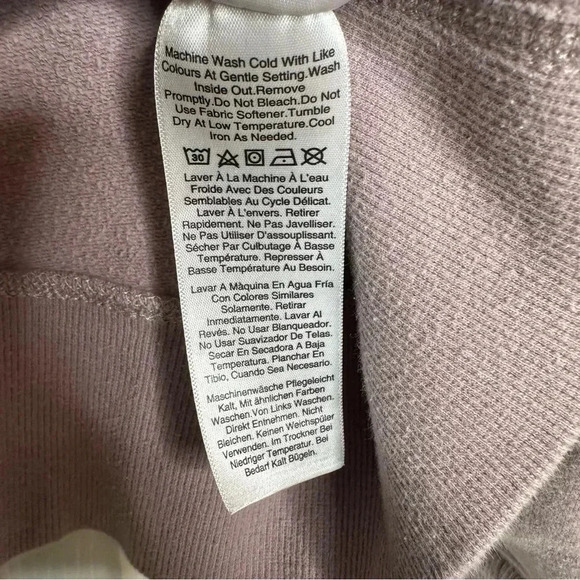 Machine Wash Cold With Like
Colours At Gentle Setting.Wash
Inside Out.Remove
Promptly.Do Not Bleach.Do Not
Use Fabric Softener.Tumble
Dry At Low Temperature.Cool
Iron As Needed.
30
Laver À La Machine À L'eau
Froide Avec Des Couleurs
Semblables Au Cycle Délicat.
Laver À L'envers. Retirer
Rapidement. Ne Pas Javelliser.
Ne Pas Utiliser D'assouplissant.
Sécher Par Culbutage À Basse
Température. Represser À
Basse Température Au Besoin.
Lavar A Màquina En Agua Fría
Con Colores Similares
Solamente. Retirar
Inmediatamente. Lavar Al
Revés. No Usar Blanqueador.
No Usar Suavizador De Telas.
Secar En Secadora A Baja
Temperatura. Planchar En
Tibio, Cuando Sea Necesario.
Maschinenwäsche Pflegeleicht
Kalt, Mit ähnlichen Farben
Waschen.Von Links Waschen.
Direkt Entnehmen. Nicht
Bleichen. Keinen Weichspüler
Verwenden. Im Trockner Bei
Niedriger Temperatur. Bei
Bedarf Kalt Bügeln.